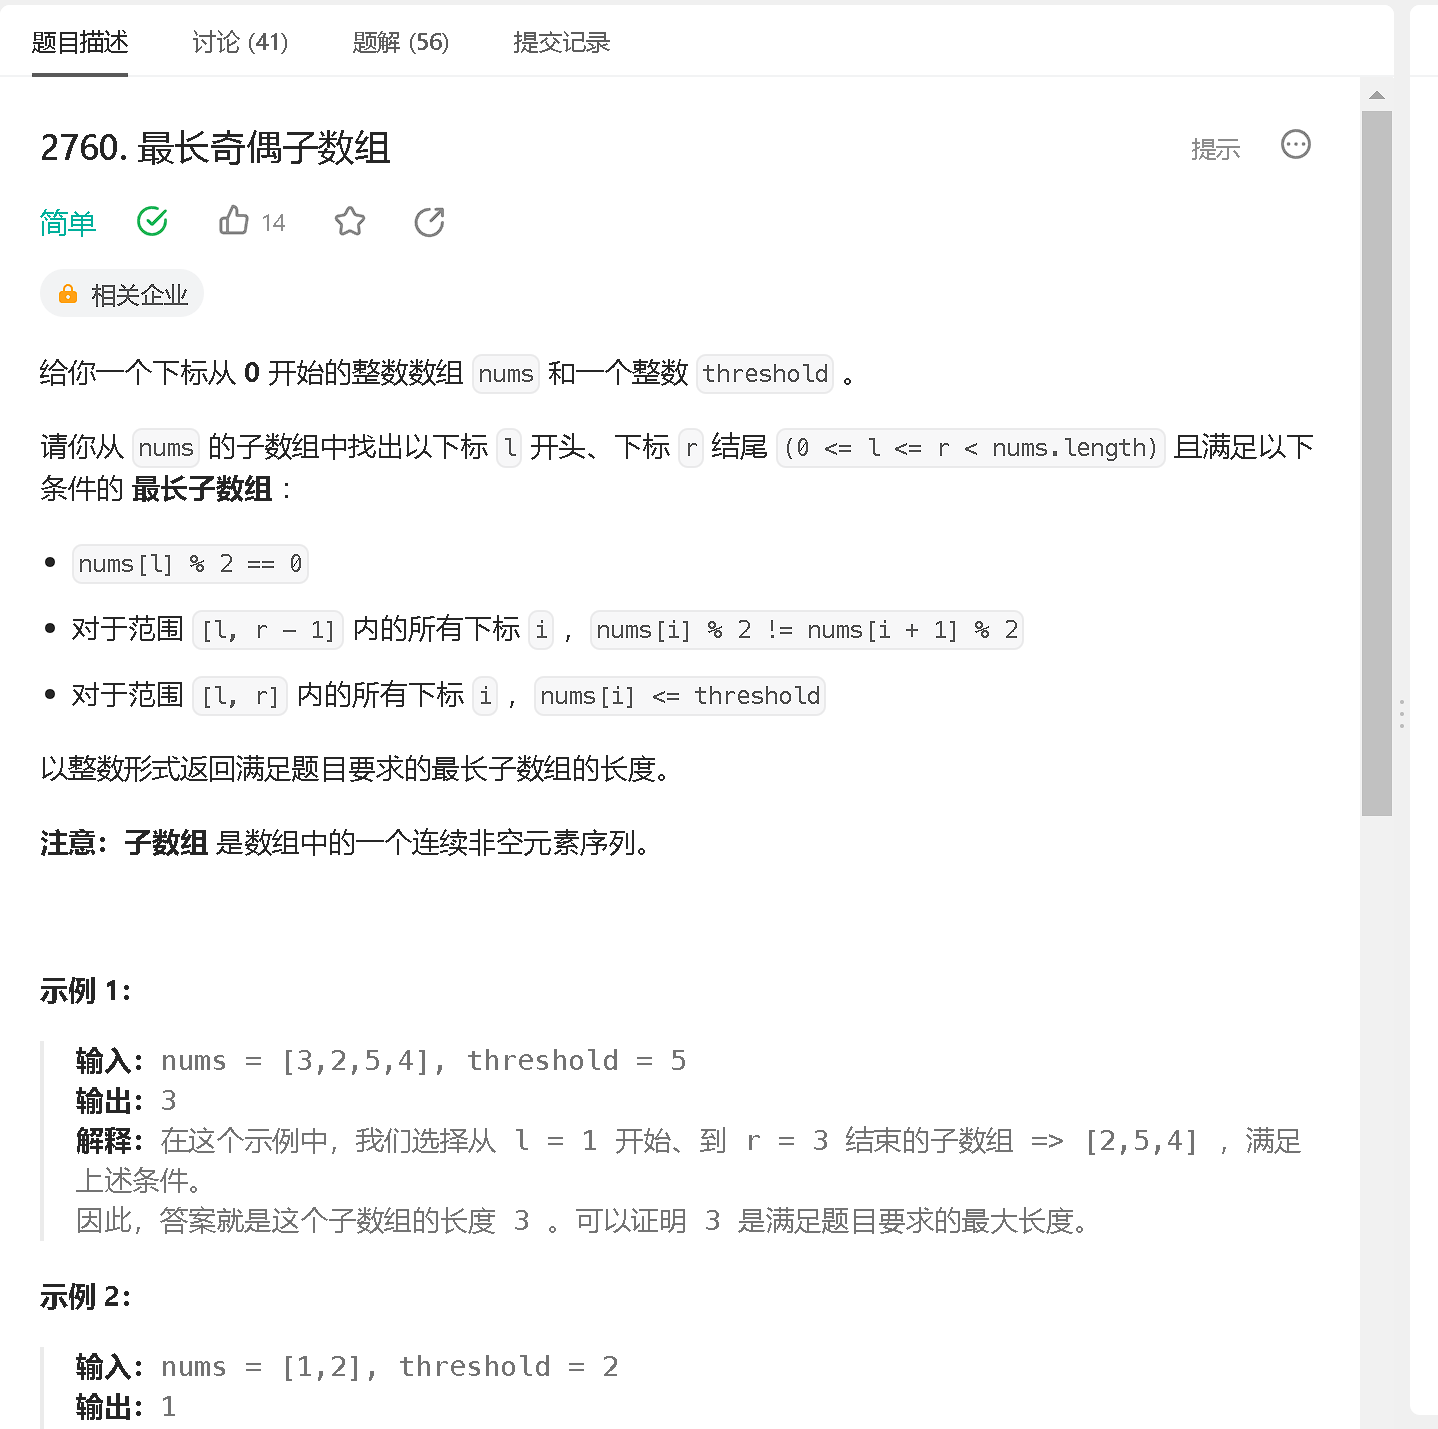 题目描述 讨论 (41) 题解 (56) 提交记录
2760. 最长奇偶子数组 提示
简单 14
相关企业
给你一个下标从 0 开始的整数数组 nums 和一个整数 threshold 。
请你从 nums 的子数组中找出以下标 l 开头、下标 r 结尾 (0 <= l <= r < nums.length) 且满足以下
条件的 最长子数组 ：
• nums[l] % 2 == 0
• 对于范围 [l, r - 1] 内的所有下标 i ，nums[i] % 2 != nums[i + 1] % 2
• 对于范围 [l, r] 内的所有下标 i ，nums[i] <= threshold
以整数形式返回满足题目要求的最长子数组的长度。
注意：子数组 是数组中的一个连续非空元素序列。
示例 1：
输入：nums = [3,2,5,4], threshold = 5
输出：3
解释：在这个示例中，我们选择从 l = 1 开始、到 r = 3 结束的子数组 => [2,5,4] ，满足
上述条件。
因此，答案就是这个子数组的长度 3 。可以证明 3 是满足题目要求的最大长度。
示例 2：
输入：nums = [1,2], threshold = 2
输出：1